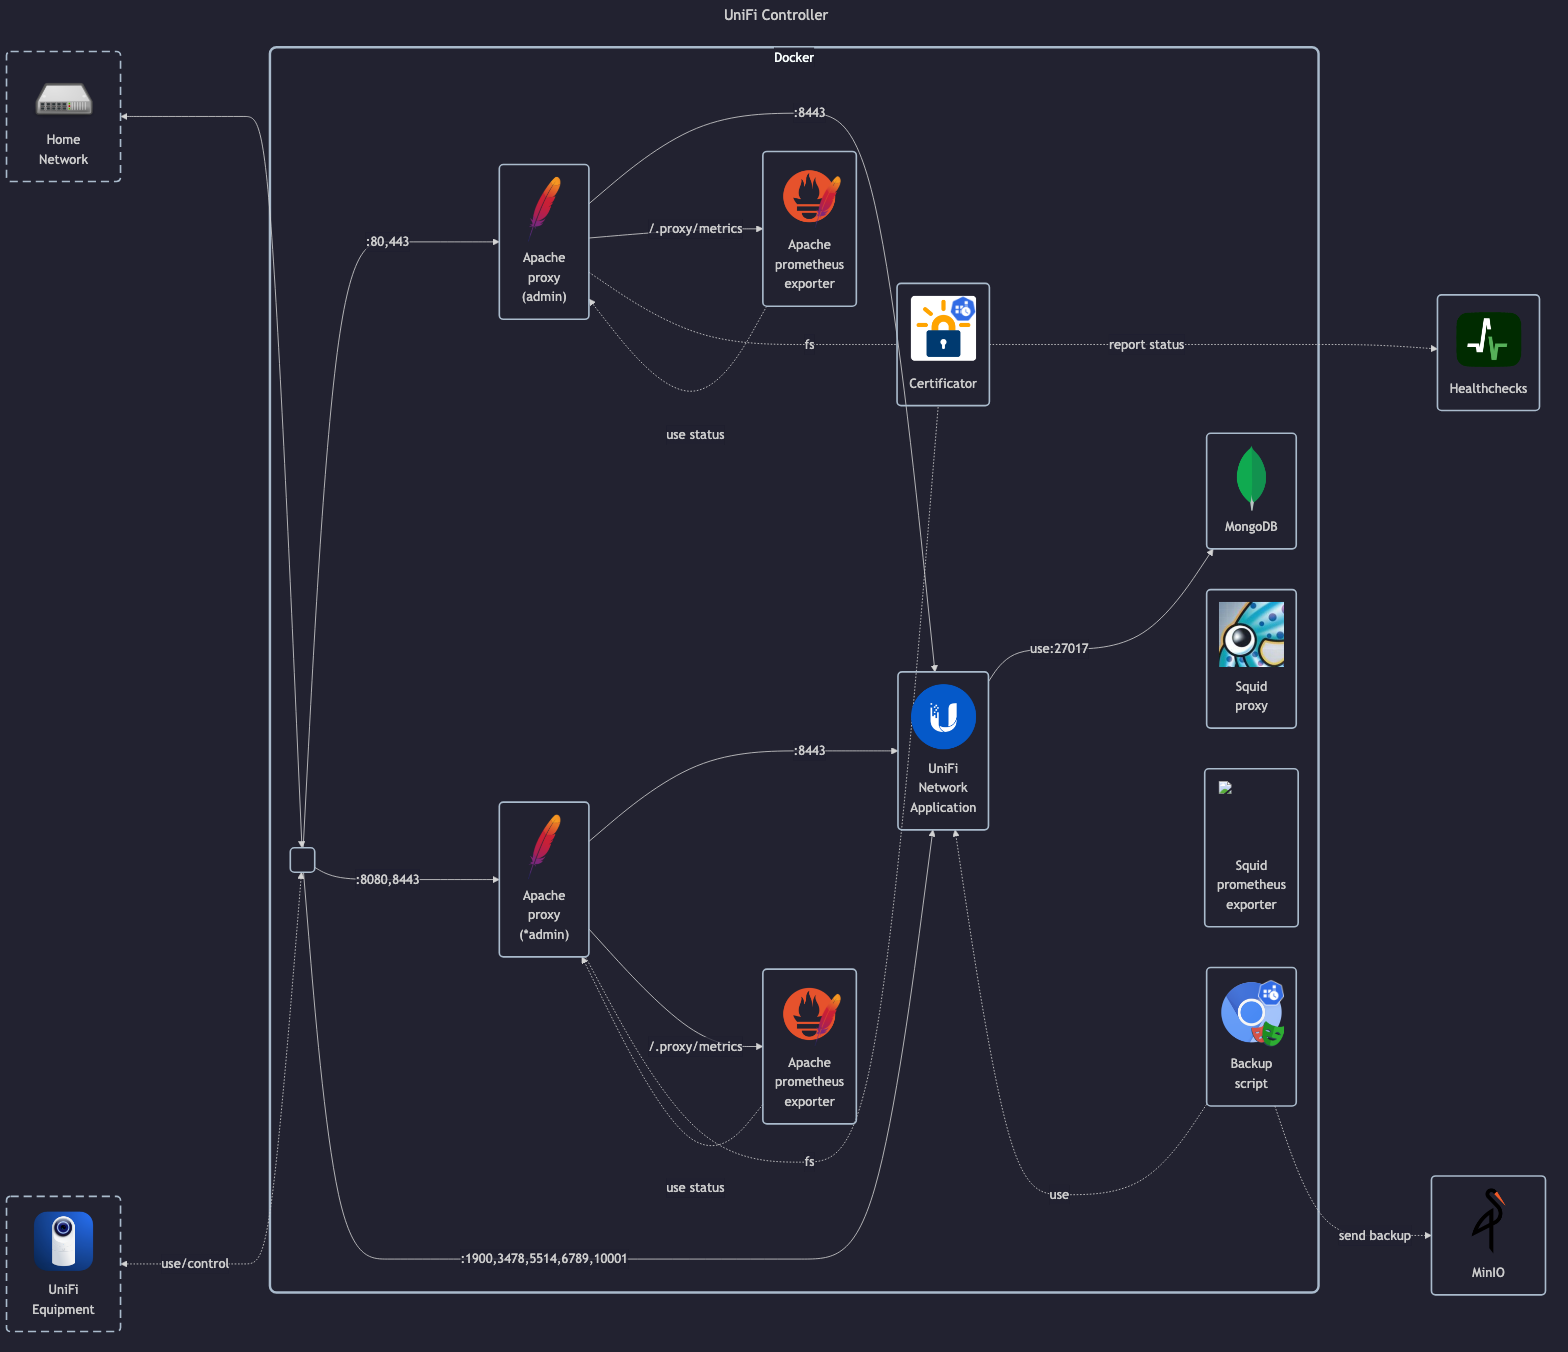 UniFi Controller
Docker
Home
Network
:8443
:80,443
Apache
proxy
(admin)
/.proxy/metrics
Apache
prometheus
exporter
fs
Certificator
report status
Healthchecks
use status
MongoDB
use:27017
Squid
proxy
:8443
UniFi
Network
Application
:8080,8443
Apache
proxy
(*admin)
Squid
prometheus
exporter
/.proxy/metrics
Apache
prometheus
exporter
Backup
script
fs
use status
use
:1900,3478,5514,6789,10001
use/control
UniFi
Equipment
send backup
MinIO